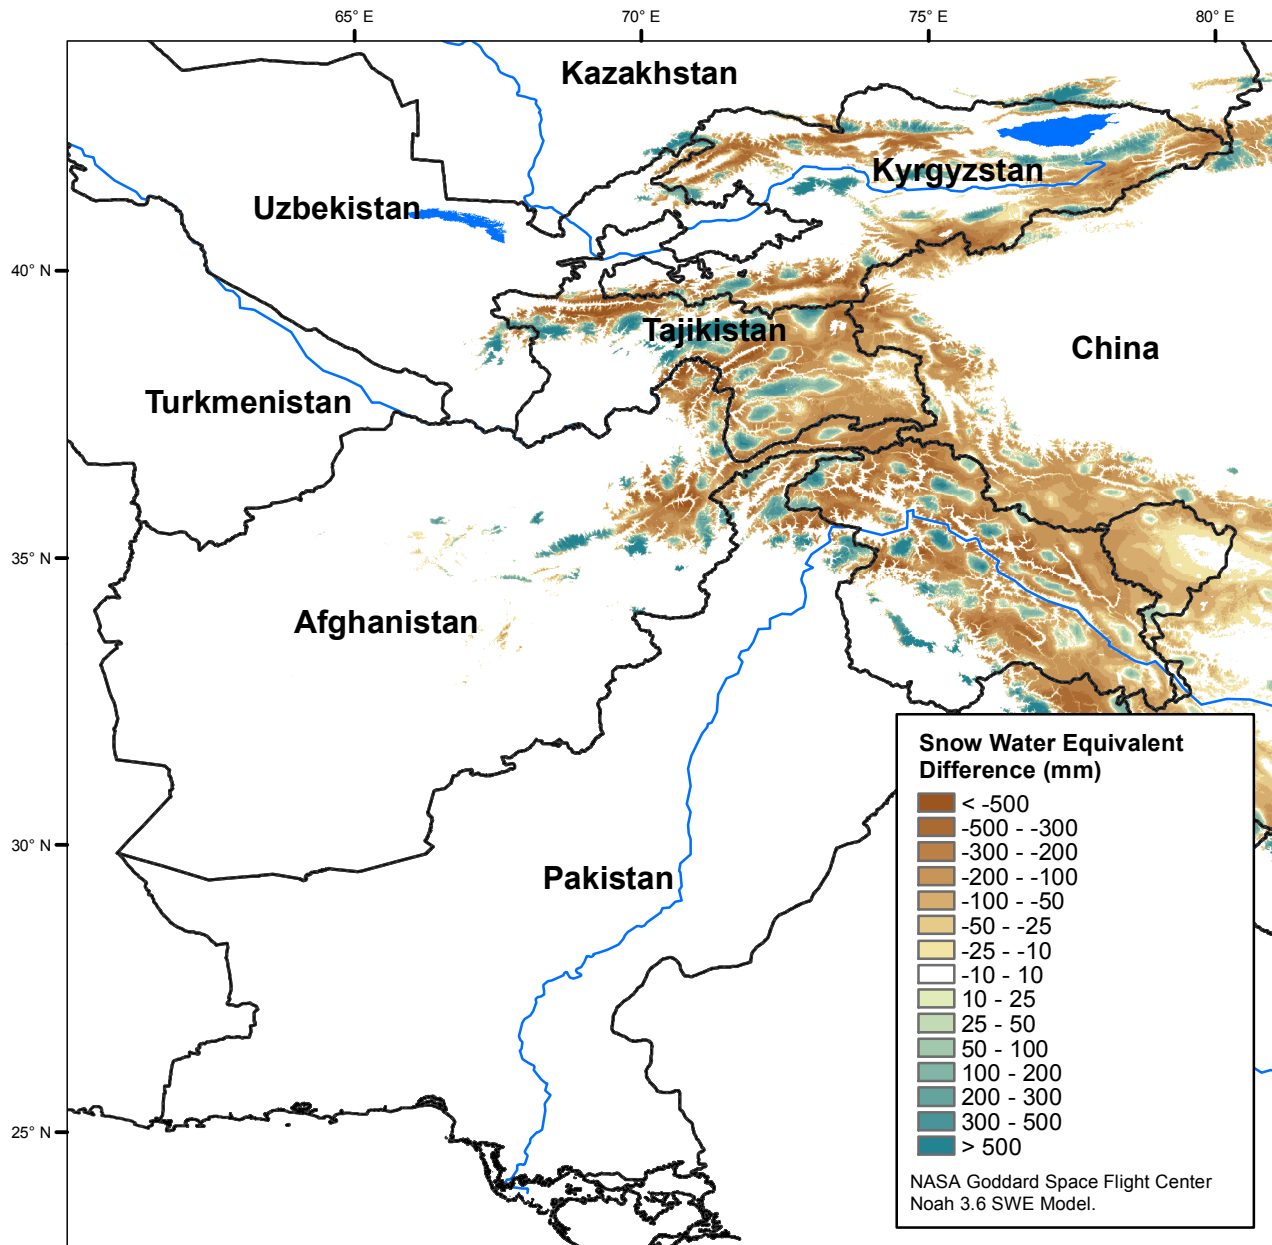 65° E
70° E
75° E
80° E
Kazakhstan
Kyrgyzstan
Uzbekistan
40° N
Tajikistan
China
Turkmenistan
35° N
Afghanistan
Snow Water Equivalent
Difference (mm)
< -500
-500 - -300
-300 - -200
-200 - -100
-100 - -50
-50 - -25
-25 - -10
-10 - 10
10 - 25
25 - 50
50 - 100
100 - 200
200 - 300
300 - 500
> 500
30° N
Pakistan
25° N
NASA Goddard Space Flight Center
Noah 3.6 SWE Model.